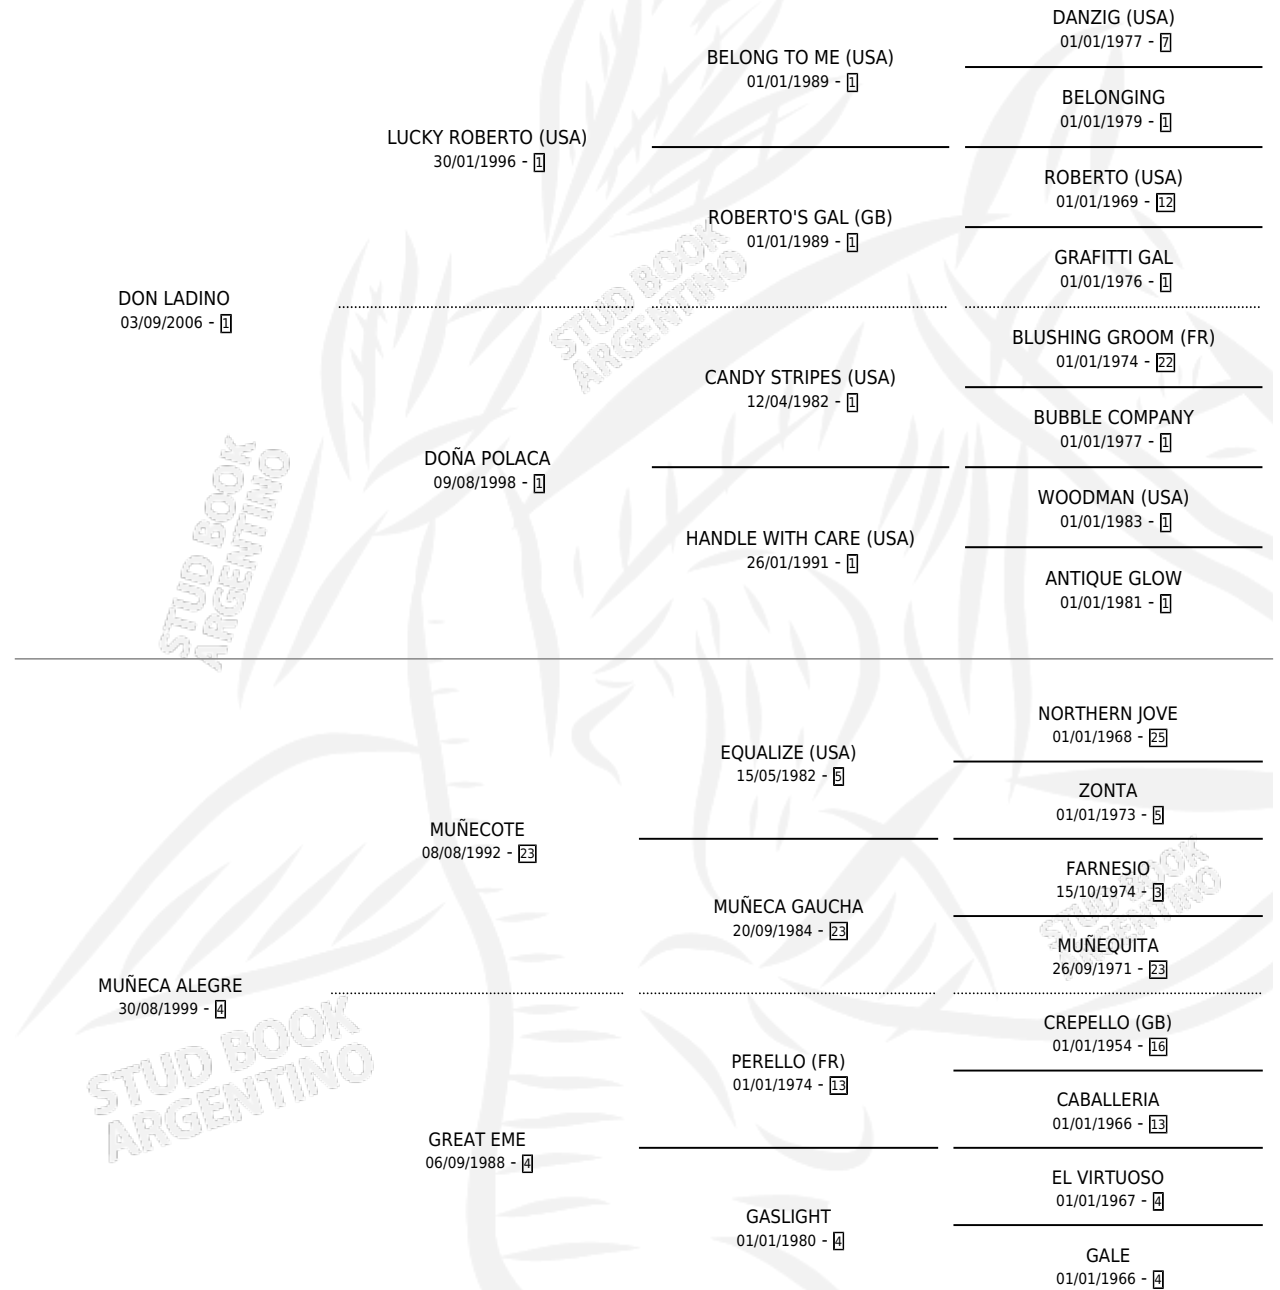 DANZIG (USA)
01/01/1977 - 7
BELONG TO ME (USA)
01/01/1989 - 1
BELONGING
01/01/1979 - 1
LUCKY ROBERTO (USA)
30/01/1996 - 1
ROBERTO (USA)
01/01/1969 - 12
ROBERTO'S GAL (GB)
01/01/1989 - 1
GRAFITTI GAL
01/01/1976 - 1
DON LADINO
03/09/2006 - 1
BLUSHING GROOM (FR)
01/01/1974 - 22
CANDY STRIPES (USA)
12/04/1982 - 1
BUBBLE COMPANY
01/01/1977 - 1
DOÑA POLACA
09/08/1998 - 1
WOODMAN (USA)
01/01/1983 - 1
HANDLE WITH CARE (USA)
26/01/1991 - 1
ANTIQUE GLOW
01/01/1981 - 1
NORTHERN JOVE
01/01/1968 - 25
EQUALIZE (USA)
15/05/1982 - 5
ZONTA
01/01/1973 - 5
MUÑECOTE
08/08/1992 - 23
FARNESIO
15/10/1974 - 3
MUÑECA GAUCHA
20/09/1984 - 23
MUÑEQUITA
26/09/1971 - 23
MUÑECA ALEGRE
30/08/1999 - 4
CREPELLO (GB)
01/01/1954 - 16
PERELLO (FR)
01/01/1974 - 13
CABALLERIA
01/01/1966 - 13
GREAT EME
06/09/1988 - 4
EL VIRTUOSO
01/01/1967 - 4
GASLIGHT
01/01/1980 - 4
GALE
01/01/1966 - 4
STUD BOOK
ARGENTINO
STUD BOOK
ARGENTINO
STUD BOOK
ARGENTINO
STUD BOOK
ARGENTINO